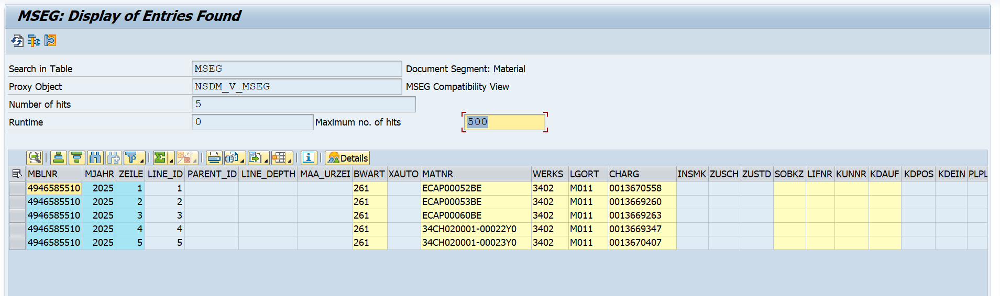 MSEG: Display of Entries Found
Search in Table MSEG Document Segment: Material
Proxy Object NSDM_V_MSEG MSEG Compatibility View
Number of hits 5
Runtime 0 Maximum no. of hits 500
Details
MBLNR MJAHR ZEILE LINE_ID PARENT_ID LINE_DEPTH MAA_URZEI BWART XAUTO MATNR WERKS LGORT CHARG INSMK ZUSCH ZUSTD SOBKZ LIFNR KUNNR KDAUF KDPOS KDEIN PLPL
4946585510 2025 1 1 261 ECAP00052BE 3402 M011 0013670558
4946585510 2025 2 2 261 ECAP00053BE 3402 M011 0013669260
4946585510 2025 3 3 261 ECAP00060BE 3402 M011 0013669263
4946585510 2025 4 4 261 34CH020001-00022Y0 3402 M011 0013669347
4946585510 2025 5 5 261 34CH020001-00023Y0 3402 M011 0013670407